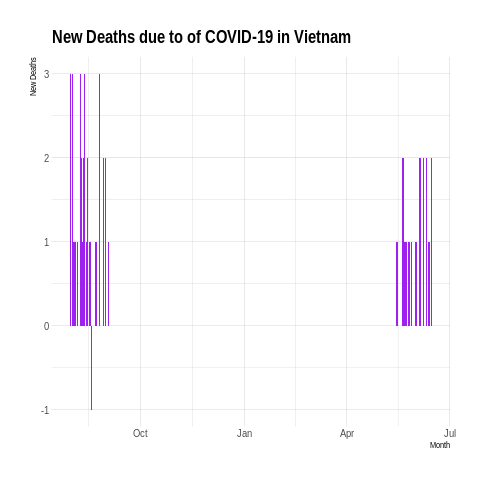 New Deaths due to of COVID-19 in Vietnam
New Deaths
3
2
1
0
-1
Oct
Jan
Apr
Jul
Month